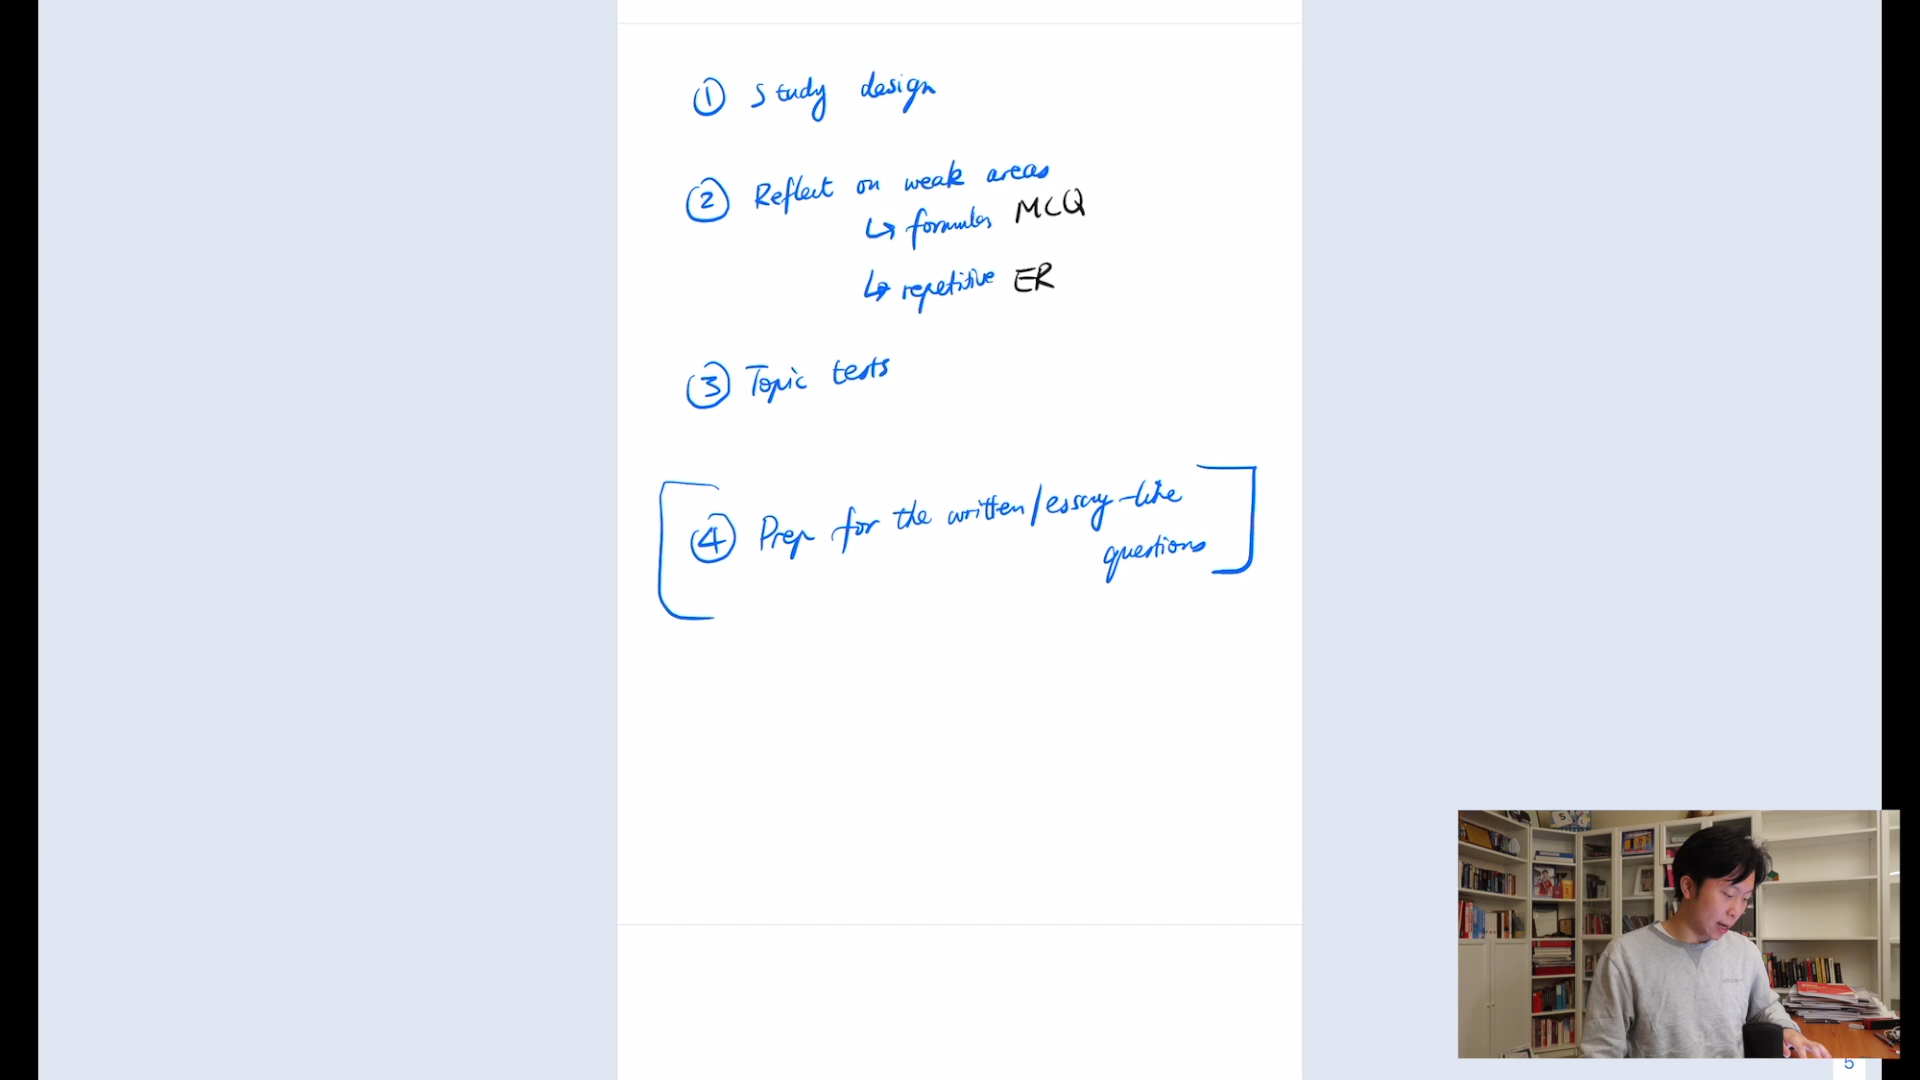 ① Study design
② Reflect on weak areas
↳ formulas MCQ
↳ repetitive ER
③ Topic tests
④ Prep for the written/essay-like
questions
5